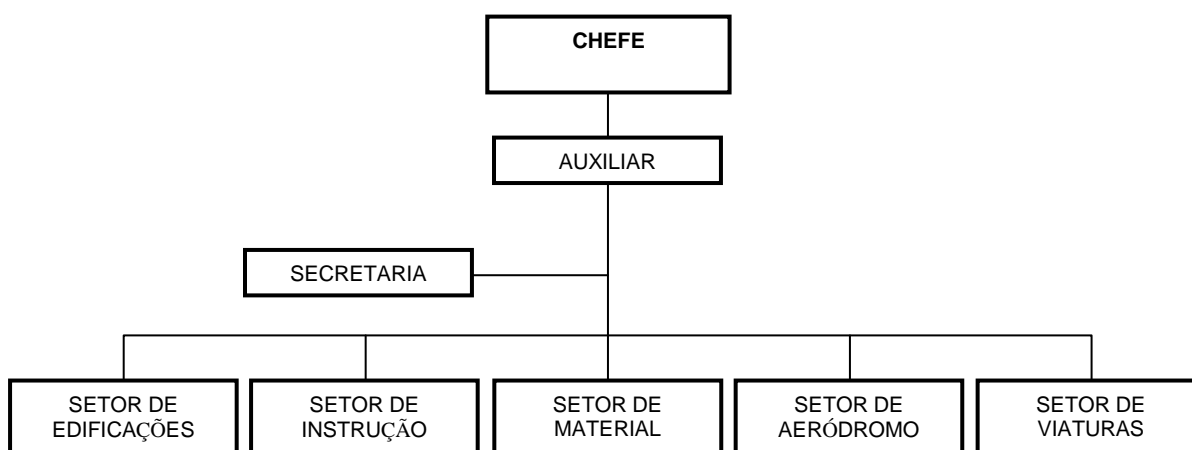 CHEFE
AUXILIAR
SECRETARIA
SETOR DE
EDIFICAÇÕES
SETOR DE
INSTRUÇÃO
SETOR DE
MATERIAL
SETOR DE
AERÓDROMO
SETOR DE
VIATURAS